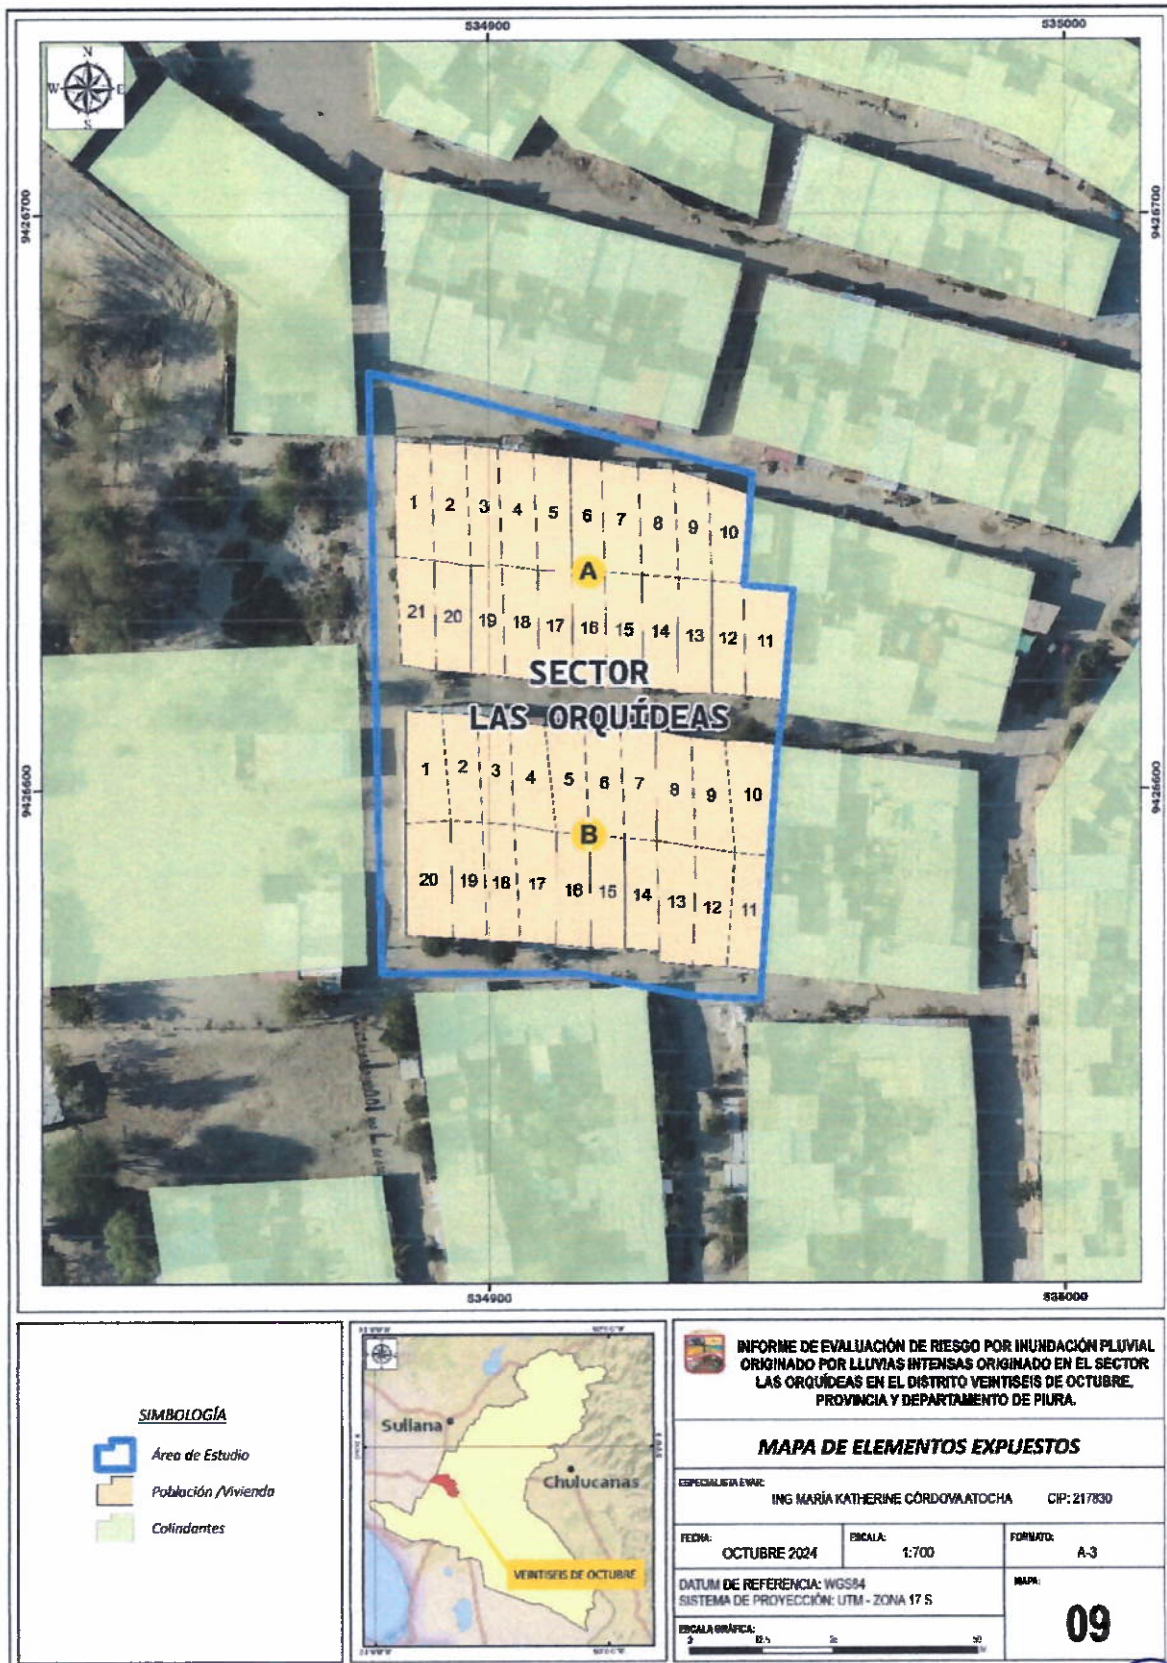 534900 535000
N
W E
S
9426700 9426700
1 2 3 4 5 6 7 8 9 10
A
21 20 19 18 17 16 15 14 13 12 11
SECTOR
LAS ORQUÍDEAS
1 2 3 4 5 6 7 8 9 10
9426600 9426600
B
20 19 18 17 16 15 14 13 12 11
534900 535000
SIMBOLOGÍA
Área de Estudio
Población /Vivienda
Colindantes
Sullana
Chulucanas
VEINTISEIS DE OCTUBRE
INFORME DE EVALUACIÓN DE RIESGO POR INUNDACIÓN PLUVIAL
ORIGINADO POR LLUVIAS INTENSAS ORIGINADO EN EL SECTOR
LAS ORQUÍDEAS EN EL DISTRITO VEINTISEIS DE OCTUBRE,
PROVINCIA Y DEPARTAMENTO DE PIURA.
MAPA DE ELEMENTOS EXPUESTOS
ESPECIALISTA EVAR:
ING MARÍA KATHERINE CÓRDOVA ATOCHA CIP: 217830
FECHA: ESCALA: FORMATO:
OCTUBRE 2024 1:700 A-3
DATUM DE REFERENCIA: WGS84
SISTEMA DE PROYECCIÓN: UTM - ZONA 17 S
MAPA:
09
ESCALA GRÁFICA: